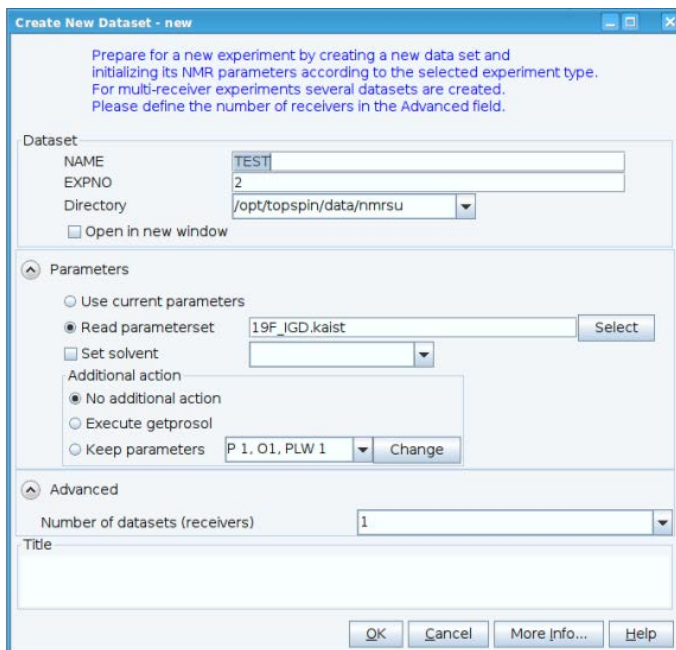 Create New Dataset - new
Prepare for a new experiment by creating a new data set and
initializing its NMR parameters according to the selected experiment type.
For multi-receiver experiments several datasets are created.
Please define the number of receivers in the Advanced field.
Dataset
NAME TEST
EXPNO 2
Directory /opt/topspin/data/nmrsu
Open in new window
Parameters
Use current parameters
Read parameterset 19F_IGD.kaist Select
Set solvent
Additional action
No additional action
Execute getprosol
Keep parameters P 1, O1, PLW 1 Change
Advanced
Number of datasets (receivers) 1
Title
OK Cancel More Info... Help